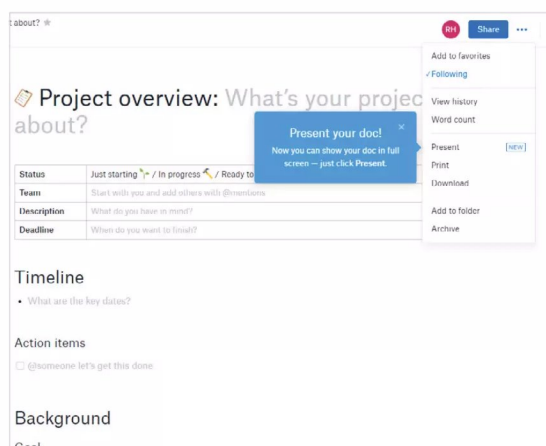 about? ★
RH
Share
Add to favorites
✓Following
View history
Word count
Present NEW
Print
Download
Add to folder
Archive
Project overview: What's your projec
about?
Present your doc!
Now you can show your doc in full
screen — just click Present.
Status Just starting / In progress / Ready to
Team Start with you and add others with @mentions
Description What do you have in mind?
Deadline When do you want to finish?
Timeline
• What are the key dates?
Action items
@someone let's get this done
Background